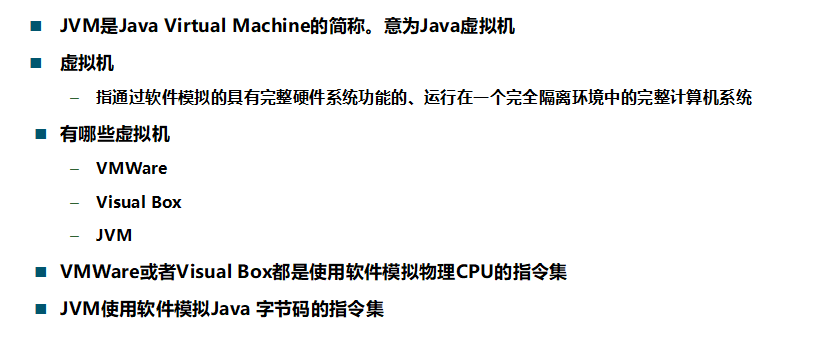 JVM是Java Virtual Machine的简称。意为Java虚拟机
虚拟机
– 指通过软件模拟的具有完整硬件系统功能的、运行在一个完全隔离环境中的完整计算机系统
有哪些虚拟机
– VMWare
– Visual Box
– JVM
VMWare或者Visual Box都是使用软件模拟物理CPU的指令集
JVM使用软件模拟Java 字节码的指令集